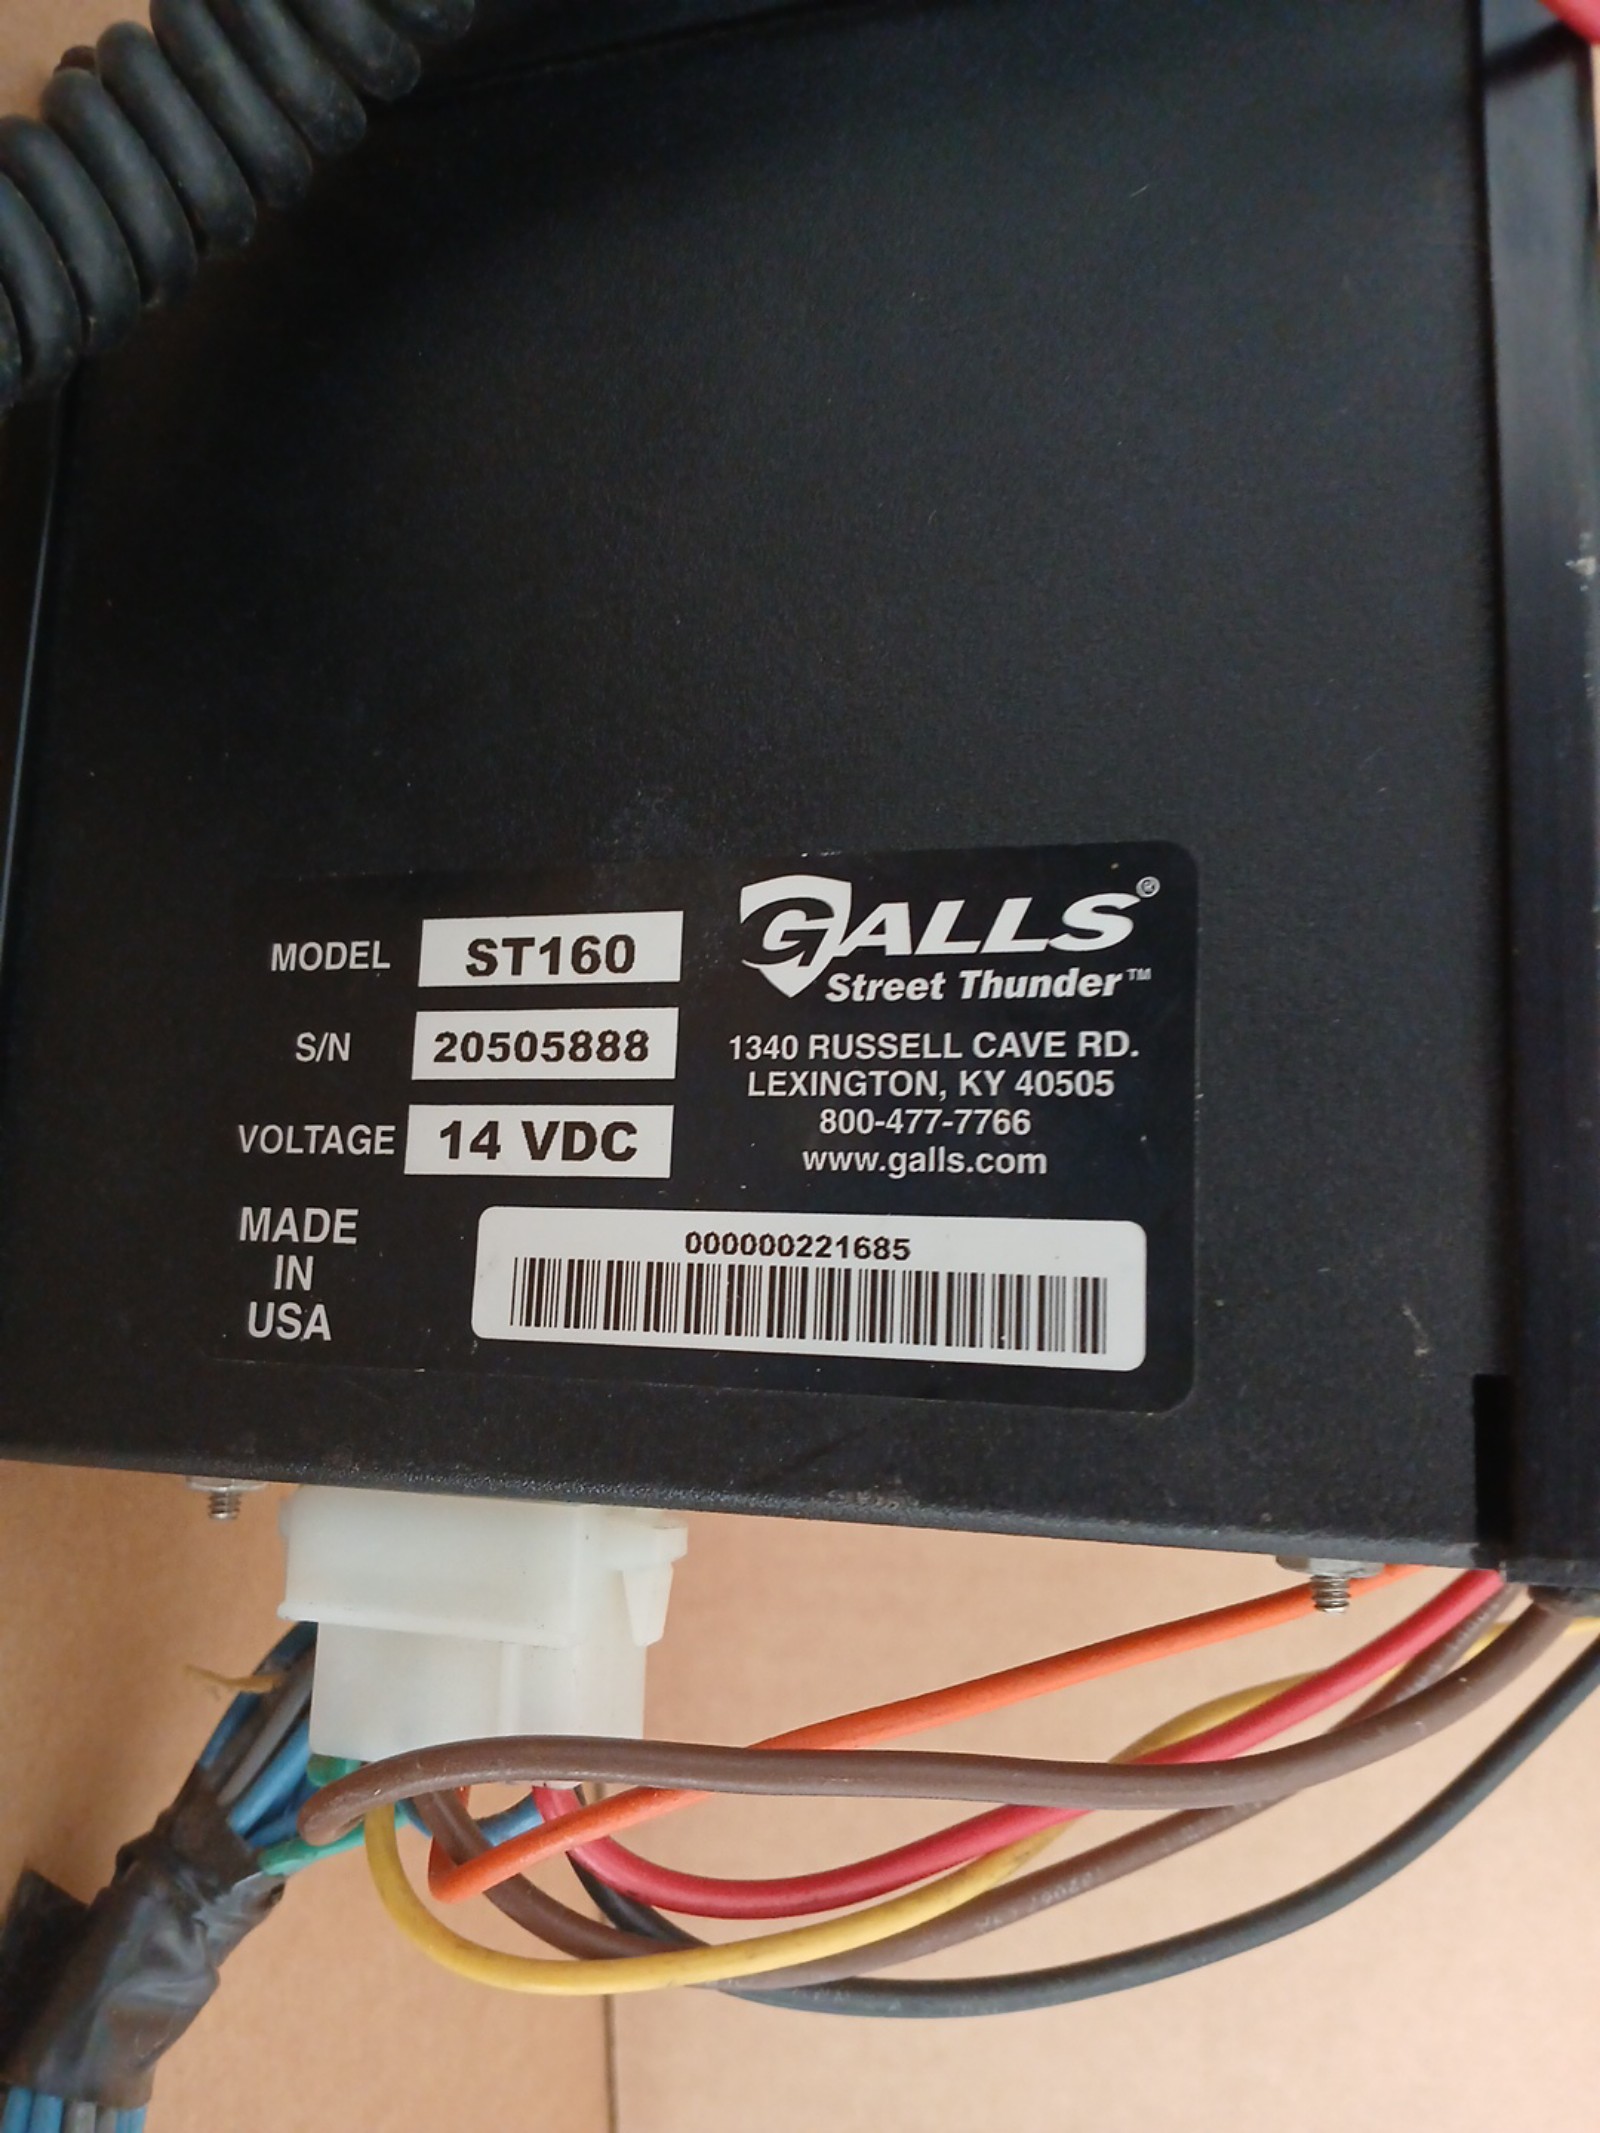 MODEL ST160
S/N 20505888
VOLTAGE 14 VDC
MADE
IN
USA
GALLS®
Street Thunder™
1340 RUSSELL CAVE RD.
LEXINGTON, KY 40505
800-477-7766
www.galls.com
000000221685